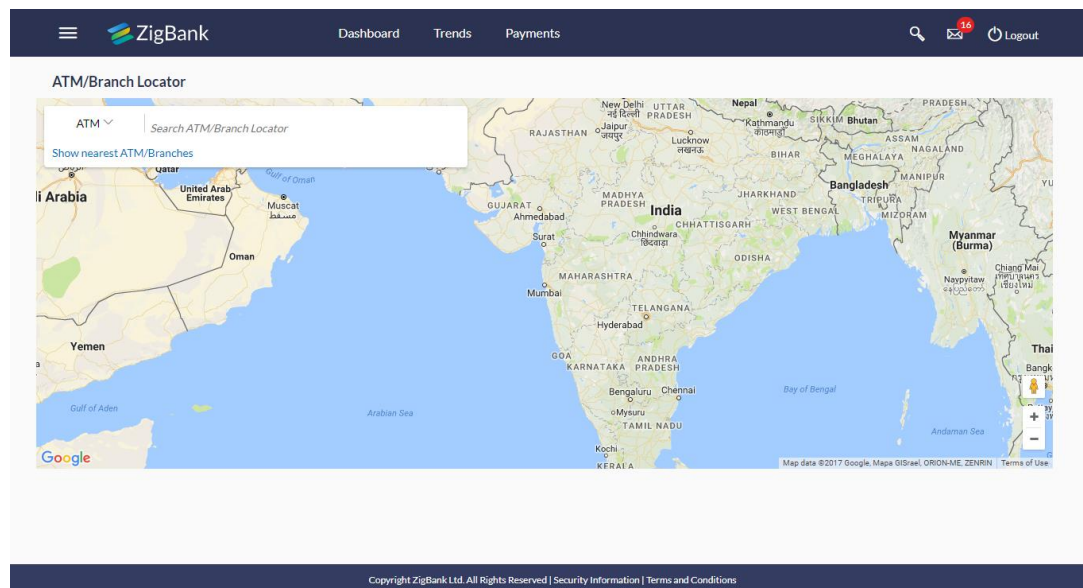 ZigBank
Dashboard Trends Payments
16
Logout
ATM/Branch Locator
ATM
Search ATM/Branch Locator
Show nearest ATM/Branches
New Delhi
नई दिल्ली
UTTAR
PRADESH
Nepal
PRADESH
Kathmandu
काठमाडौं
SIKKIM Bhutan
Jaipur
जयपुर
RAJASTHAN
Lucknow
लखनऊ
ASSAM
NAGALAND
BIHAR
MEGHALAYA
Qatar
Gulf of Oman
MANIPUR
YU
United Arab
Emirates
Bangladesh
i Arabia
Muscat
مسقط
MADHYA
PRADESH
JHARKHAND
TRIPURA
GUJARAT
Ahmedabad
India
WEST BENGAL
MIZORAM
CHHATTISGARH
Surat
Chhindwara
छिंदवाड़ा
Myanmar
(Burma)
Oman
ODISHA
Chiang Mai
MAHARASHTRA
Naypyitaw
Mumbai
TELANGANA
Hyderabad
Yemen
GOA
ANDHRA
PRADESH
KARNATAKA
Thai
Bangk
Bengaluru
Chennai
Bay of Bengal
Gulf of Aden
Arabian Sea
Mysuru
TAMIL NADU
Andaman Sea
Kochi
KERALA
Google
Map data ©2017 Google, Mapa GISrael, ORION-ME, ZENRIN
Terms of Use
Copyright ZigBank Ltd. All Rights Reserved | Security Information | Terms and Conditions